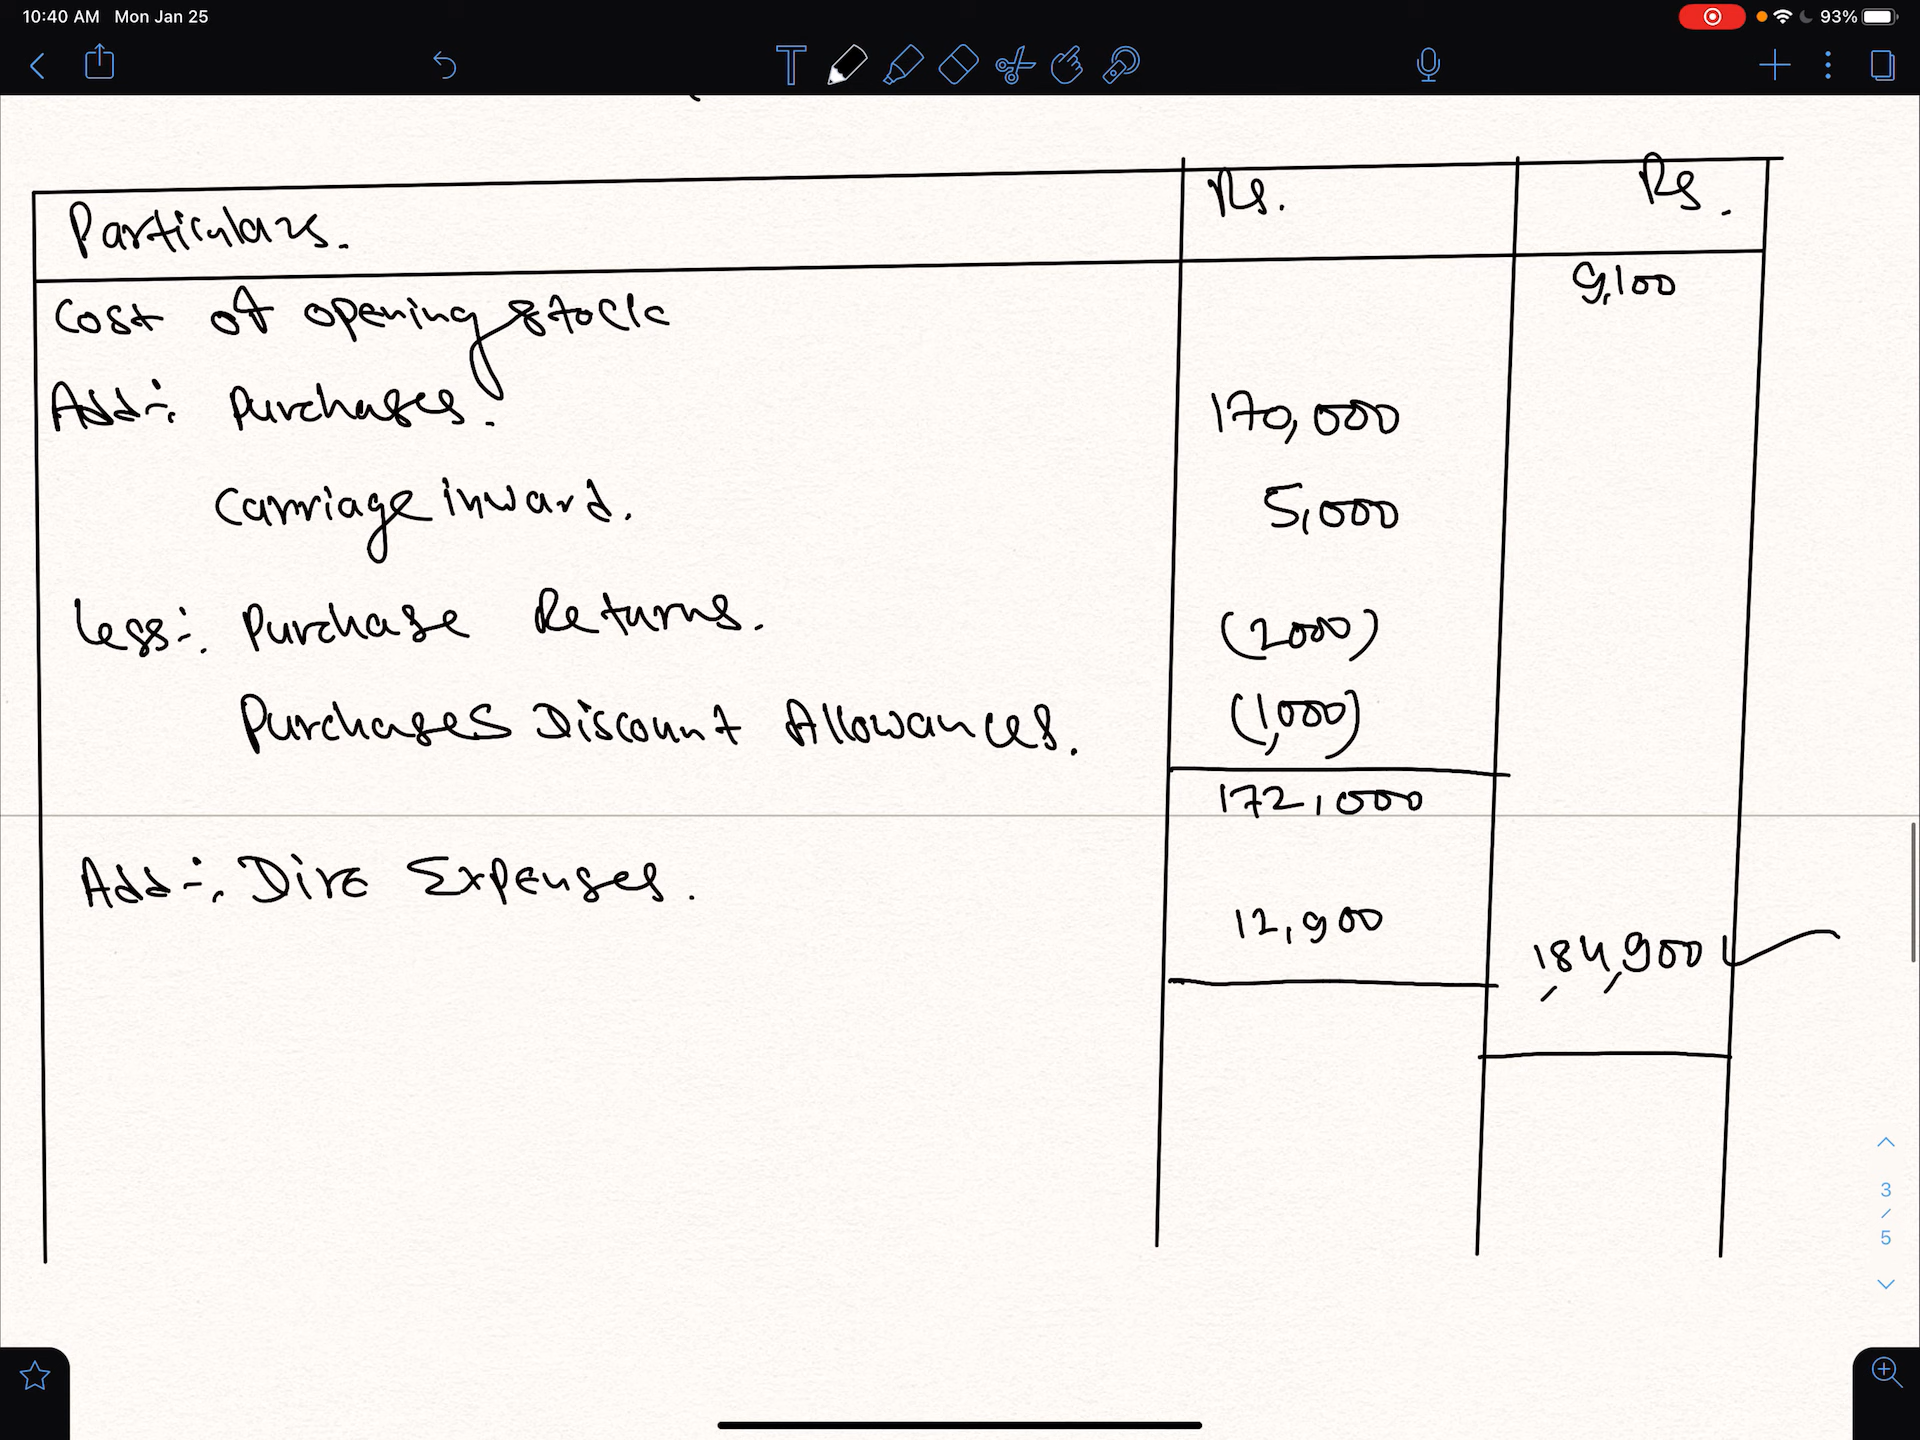 10:40 AM Mon Jan 25
93%
T
Particulars. Rs. Rs.
Cost of opening stock 9,100
Add:- Purchases. 170,000
Carriage inward. 5,000
Less:- Purchase Returns. (2000)
Purchases Discount Allowances. (1,000)
172,000
Add:- Dire Expenses.
12,900
184,900
3
/
5